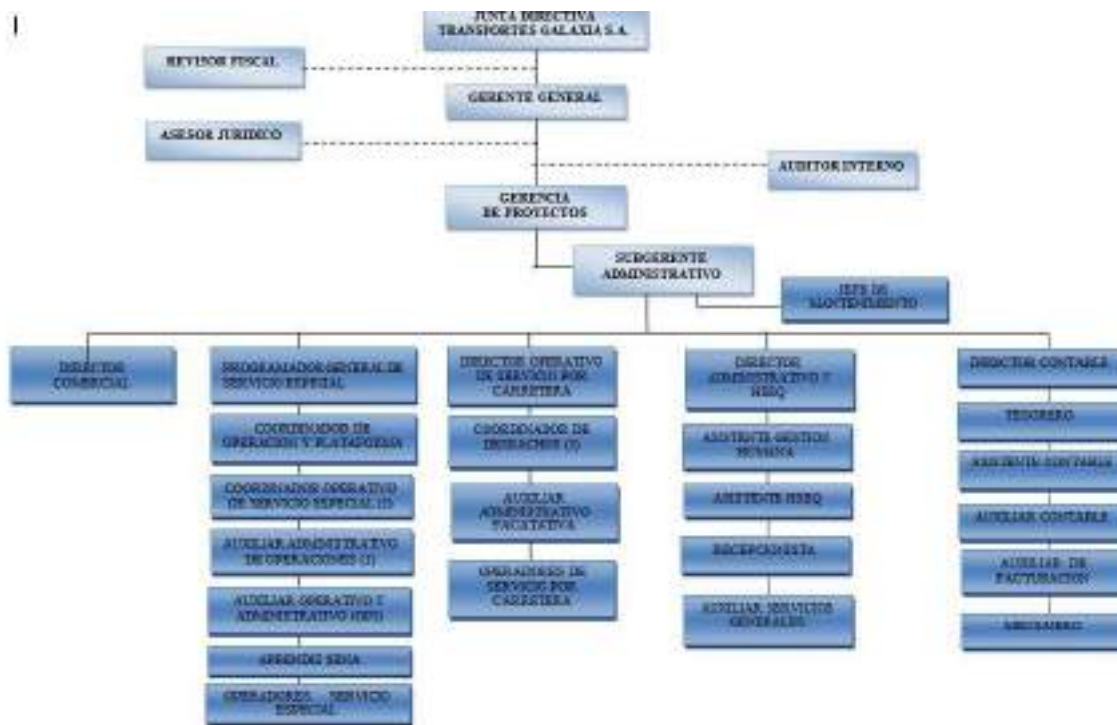 JUNTA DIRECTIVA
TRANSPORTES GALAXIA S.A.
REVISOR FISCAL
GERENTE GENERAL
ASESOR JURIDICO
AUDITOR INTERNO
GERENCIA
DE PROYECTOS
SUBGERENTE
ADMINISTRATIVO
JEFE DE
MANTENIMIENTO
DIRECTOR
COMERCIAL
PROGRAMADOR GENERAL DE
SERVICIO ESPECIAL
COORDINADOR DE
OPERACION Y PLATAFORMA
COORDINADOR OPERATIVO
DE SERVICIO ESPECIAL
AUXILIAR ADMINISTRATIVO
DE OPERACIONES
AUXILIAR OPERATIVO Y
ADMINISTRATIVO
APRENDIZ SENA
OPERADORES SERVICIO
ESPECIAL
DIRECTOR OPERATIVO
DE SERVICIO POR
CARRETERA
COORDINADOR DE
DESPACHOS
AUXILIAR
ADMINISTRATIVO
FACATATIVA
OPERADORES DE
SERVICIO POR
CARRETERA
DIRECTOR
ADMINISTRATIVO Y
HSEQ
ASISTENTE GESTION
HUMANA
ASISTENTE HSEQ
RECEPCIONISTA
AUXILIAR SERVICIOS
GENERALES
DIRECTOR CONTABLE
TESORERO
ASISTENTE CONTABLE
AUXILIAR CONTABLE
AUXILIAR DE
FACTURACION
MENSAJERO